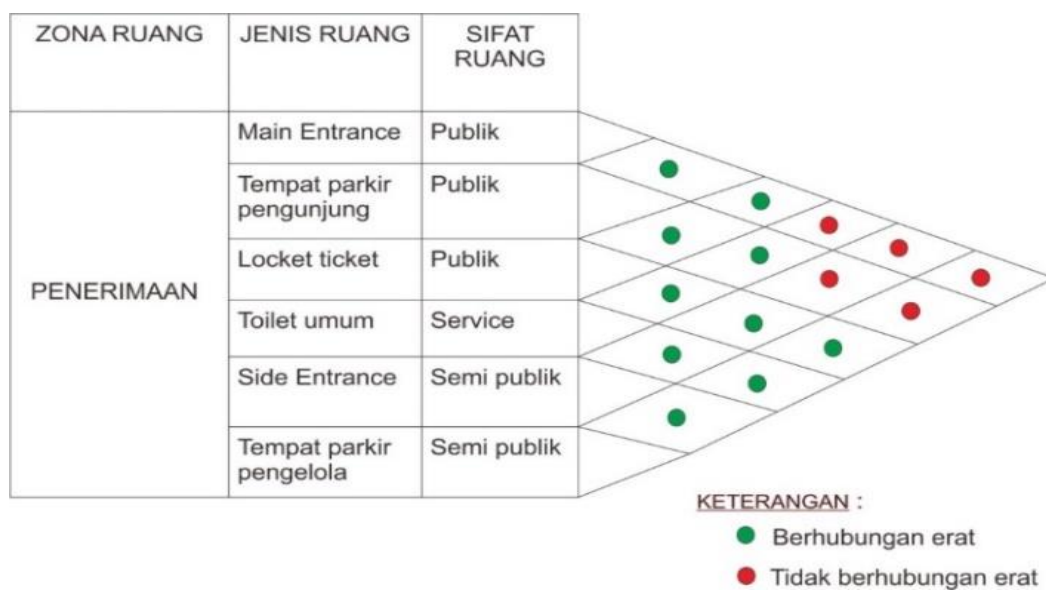 ZONA RUANG
JENIS RUANG
SIFAT
RUANG
PENERIMAAN
Main Entrance
Publik
Tempat parkir
pengunjung
Publik
Locket ticket
Publik
Toilet umum
Service
Side Entrance
Semi publik
Tempat parkir
pengelola
Semi publik
KETERANGAN :
Berhubungan erat
Tidak berhubungan erat